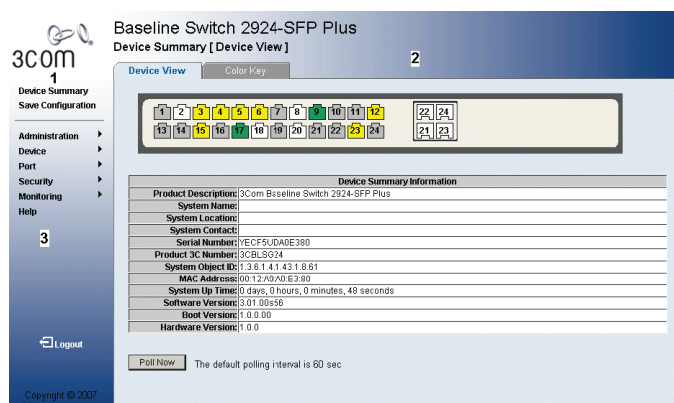 3COM
1
Device Summary
Save Configuration
Administration
Device
Port
Security
Monitoring
Help
3
Logout
Copyright © 2007
Baseline Switch 2924-SFP Plus
Device Summary [ Device View ]
2
Device View Color Key
1 2 3 4 5 6 7 8 9 10 11 12 22 24
13 14 15 16 17 18 19 20 21 22 23 24 21 23
Device Summary Information
Product Description: 3Com Baseline Switch 2924-SFP Plus
System Name:
System Location:
System Contact:
Serial Number: YECF5UDA0E380
Product 3C Number: 3CBLSG24
System Object ID: 1.3.6.1.4.1.43.1.8.61
MAC Address: 00:12:A9:A0:E3:80
System Up Time: 0 days, 0 hours, 0 minutes, 48 seconds
Software Version: 3.01.00s56
Boot Version: 1.0.0.00
Hardware Version: 1.0.0
Poll Now The default polling interval is 60 sec